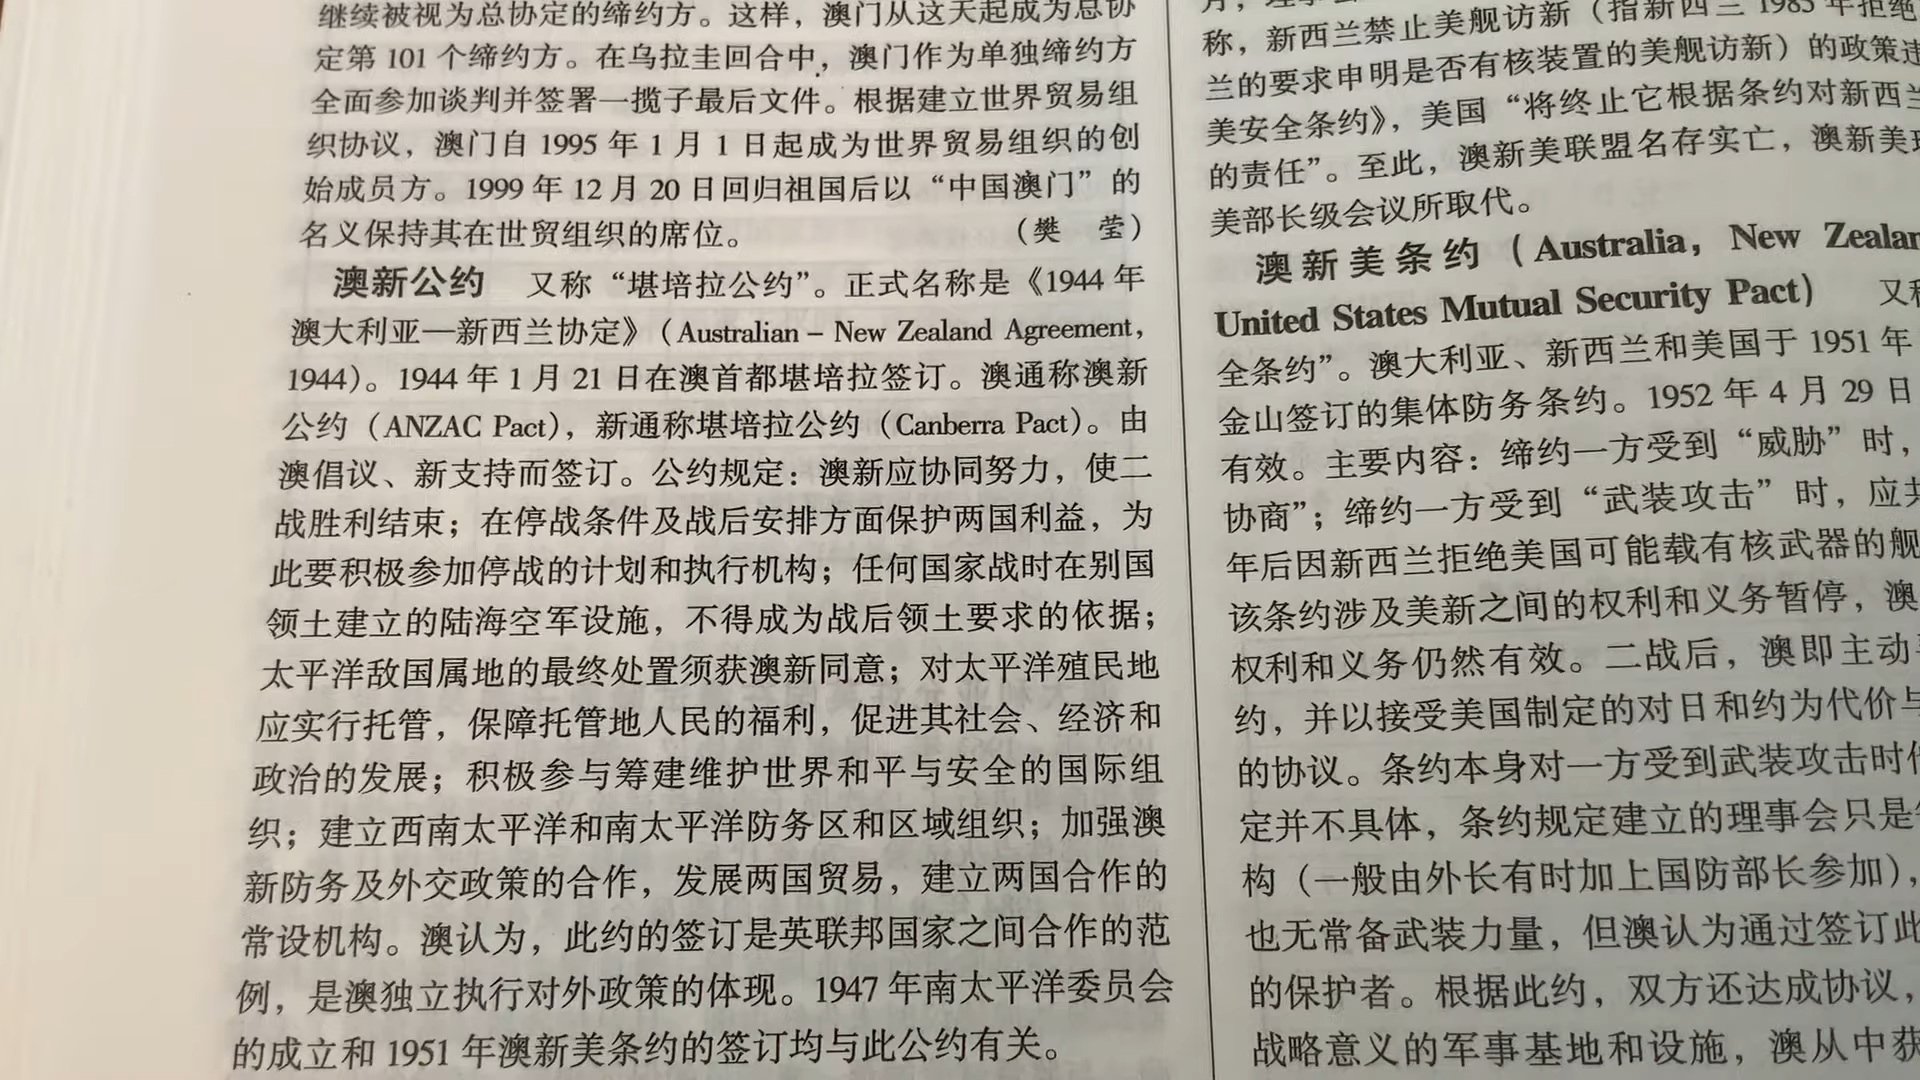 继续被视为总协定的缔约方。这样，澳门从这天起成为总协
定第 101 个缔约方。在乌拉圭回合中，澳门作为单独缔约方
全面参加谈判并签署一揽子最后文件。根据建立世界贸易组
织协议，澳门自 1995 年 1 月 1 日起成为世界贸易组织的创
始成员方。1999 年 12 月 20 日回归祖国后以“中国澳门”的
名义保持其在世贸组织的席位。 （樊 莹）
澳新公约 又称“堪培拉公约”。正式名称是《1944 年
澳大利亚—新西兰协定》（Australian – New Zealand Agreement,
1944）。1944 年 1 月 21 日在澳首都堪培拉签订。澳通称澳新
公约（ANZAC Pact），新通称堪培拉公约（Canberra Pact）。由
澳倡议、新支持而签订。公约规定：澳新应协同努力，使二
战胜利结束；在停战条件及战后安排方面保护两国利益，为
此要积极参加停战的计划和执行机构；任何国家战时在别国
领土建立的陆海空军设施，不得成为战后领土要求的依据；
太平洋敌国属地的最终处置须获澳新同意；对太平洋殖民地
应实行托管，保障托管地人民的福利，促进其社会、经济和
政治的发展；积极参与筹建维护世界和平与安全的国际组
织；建立西南太平洋和南太平洋防务区和区域组织；加强澳
新防务及外交政策的合作，发展两国贸易，建立两国合作的
常设机构。澳认为，此约的签订是英联邦国家之间合作的范
例，是澳独立执行对外政策的体现。1947 年南太平洋委员会
的成立和 1951 年澳新美条约的签订均与此公约有关。
称，新西兰禁止美舰访新（指新西兰 1985 年拒绝
兰的要求申明是否有核装置的美舰访新）的政策违
美安全条约》，美国“将终止它根据条约对新西兰
的责任”。至此，澳新美联盟名存实亡，澳新美
美部长级会议所取代。
澳新美条约（Australia, New Zealan
United States Mutual Security Pact） 又称
全条约”。澳大利亚、新西兰和美国于 1951 年
金山签订的集体防务条约。1952 年 4 月 29 日
有效。主要内容：缔约一方受到“威胁”时，
协商”；缔约一方受到“武装攻击”时，应共
年后因新西兰拒绝美国可能载有核武器的舰
该条约涉及美新之间的权利和义务暂停，澳
权利和义务仍然有效。二战后，澳即主动
约，并以接受美国制定的对日和约为代价与
的协议。条约本身对一方受到武装攻击时
定并不具体，条约规定建立的理事会只是
构（一般由外长有时加上国防部长参加），
也无常备武装力量，但澳认为通过签订此
的保护者。根据此约，双方还达成协议，
战略意义的军事基地和设施，澳从中获